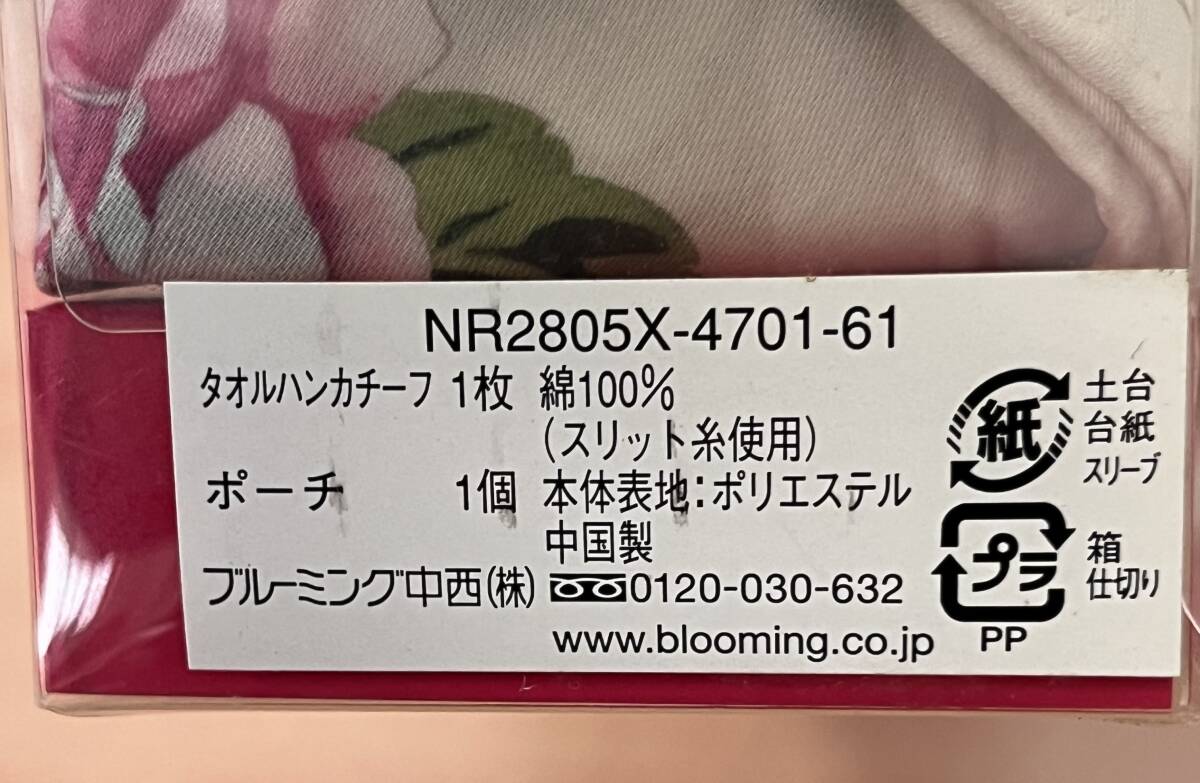 NR2805X-4701-61
タオルハンカチーフ 1枚 綿100%
(スリット糸使用)
ポーチ 1個 本体表地:ポリエステル
中国製
ブルーミング中西(株) 0120-030-632
www.blooming.co.jp
紙
土台
台紙
スリーブ
プラ
PP
箱
仕切り